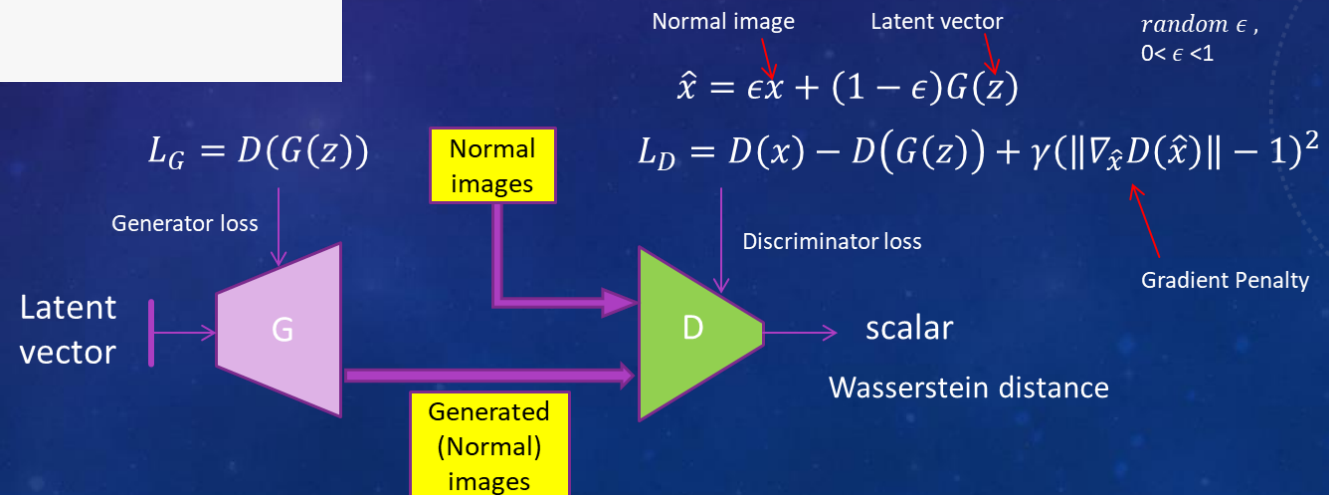 Normal image
Latent vector
𝑟𝑎𝑛𝑑𝑜𝑚 𝜖 ,
0< 𝜖 <1
x̂ = ϵx + (1 − ϵ)G(z)
L_G = D(G(z))
Normal
images
L_D = D(x) − D(G(z)) + γ(‖∇_x̂ D(x̂)‖ − 1)²
Generator loss
Discriminator loss
Gradient Penalty
Latent
vector
G
D
scalar
Wasserstein distance
Generated
(Normal)
images